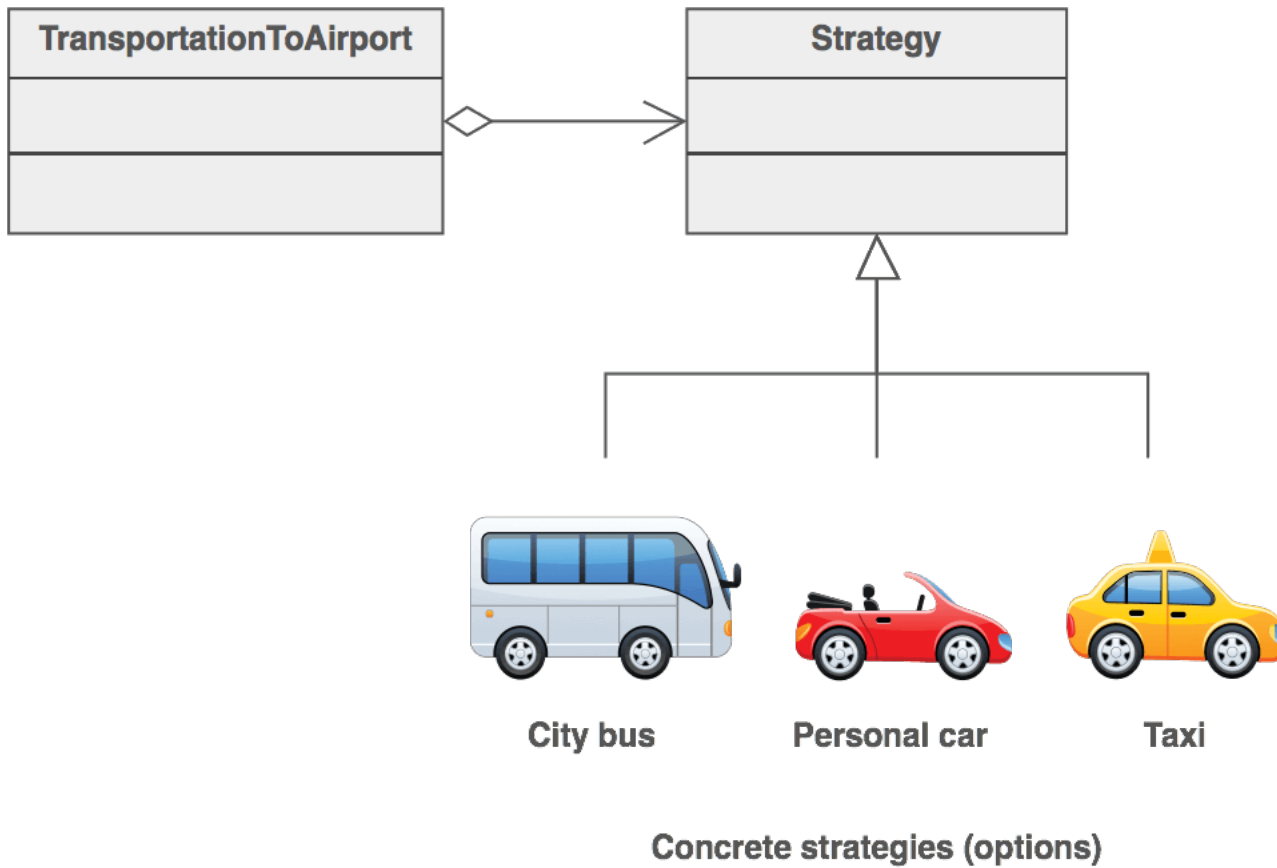 TransportationToAirport
Strategy
City bus
Personal car
Taxi
Concrete strategies (options)